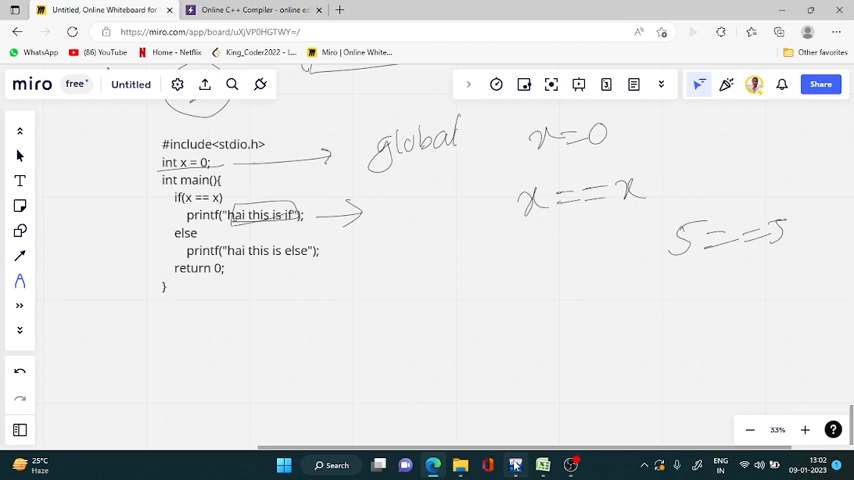 Untitled, Online Whiteboard for
Online C++ Compiler - online ed
https://miro.com/app/board/uXjVP0HGTWY=/
WhatsApp
(86) YouTube
Home - Netflix
King_Coder2022 - L...
Miro | Online White...
Other favorites
miro
free
Untitled
3
Share
#include<stdio.h>
int x = 0;
int main(){
if(x == x)
printf("hai this is if");
else
printf("hai this is else");
return 0;
}
global
x=0
x==x
5==5
33%
25°C
Haze
Search
ENG
IN
13:02
09-01-2023